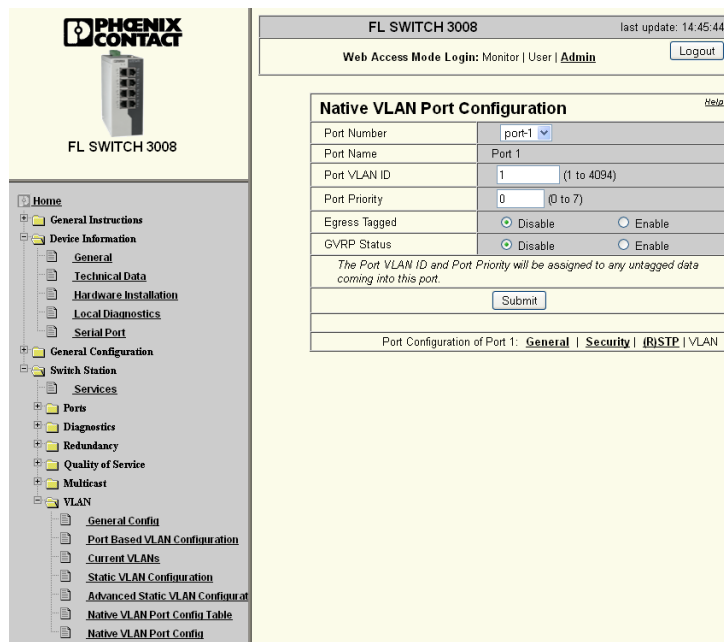 PHŒNIX
CONTACT
FL SWITCH 3008
Home
General Instructions
Device Information
General
Technical Data
Hardware Installation
Local Diagnostics
Serial Port
General Configuration
Switch Station
Services
Ports
Diagnostics
Redundancy
Quality of Service
Multicast
VLAN
General Config
Port Based VLAN Configuration
Current VLANs
Static VLAN Configuration
Advanced Static VLAN Configurat
Native VLAN Port Config Table
Native VLAN Port Config
FL SWITCH 3008 last update: 14:45:44
Web Access Mode Login: Monitor | User | Admin Logout
Native VLAN Port Configuration Help
Port Number port-1
Port Name Port 1
Port VLAN ID 1 (1 to 4094)
Port Priority 0 (0 to 7)
Egress Tagged Disable Enable
GVRP Status Disable Enable
The Port VLAN ID and Port Priority will be assigned to any untagged data
coming into this port.
Submit
Port Configuration of Port 1: General | Security | (R)STP | VLAN